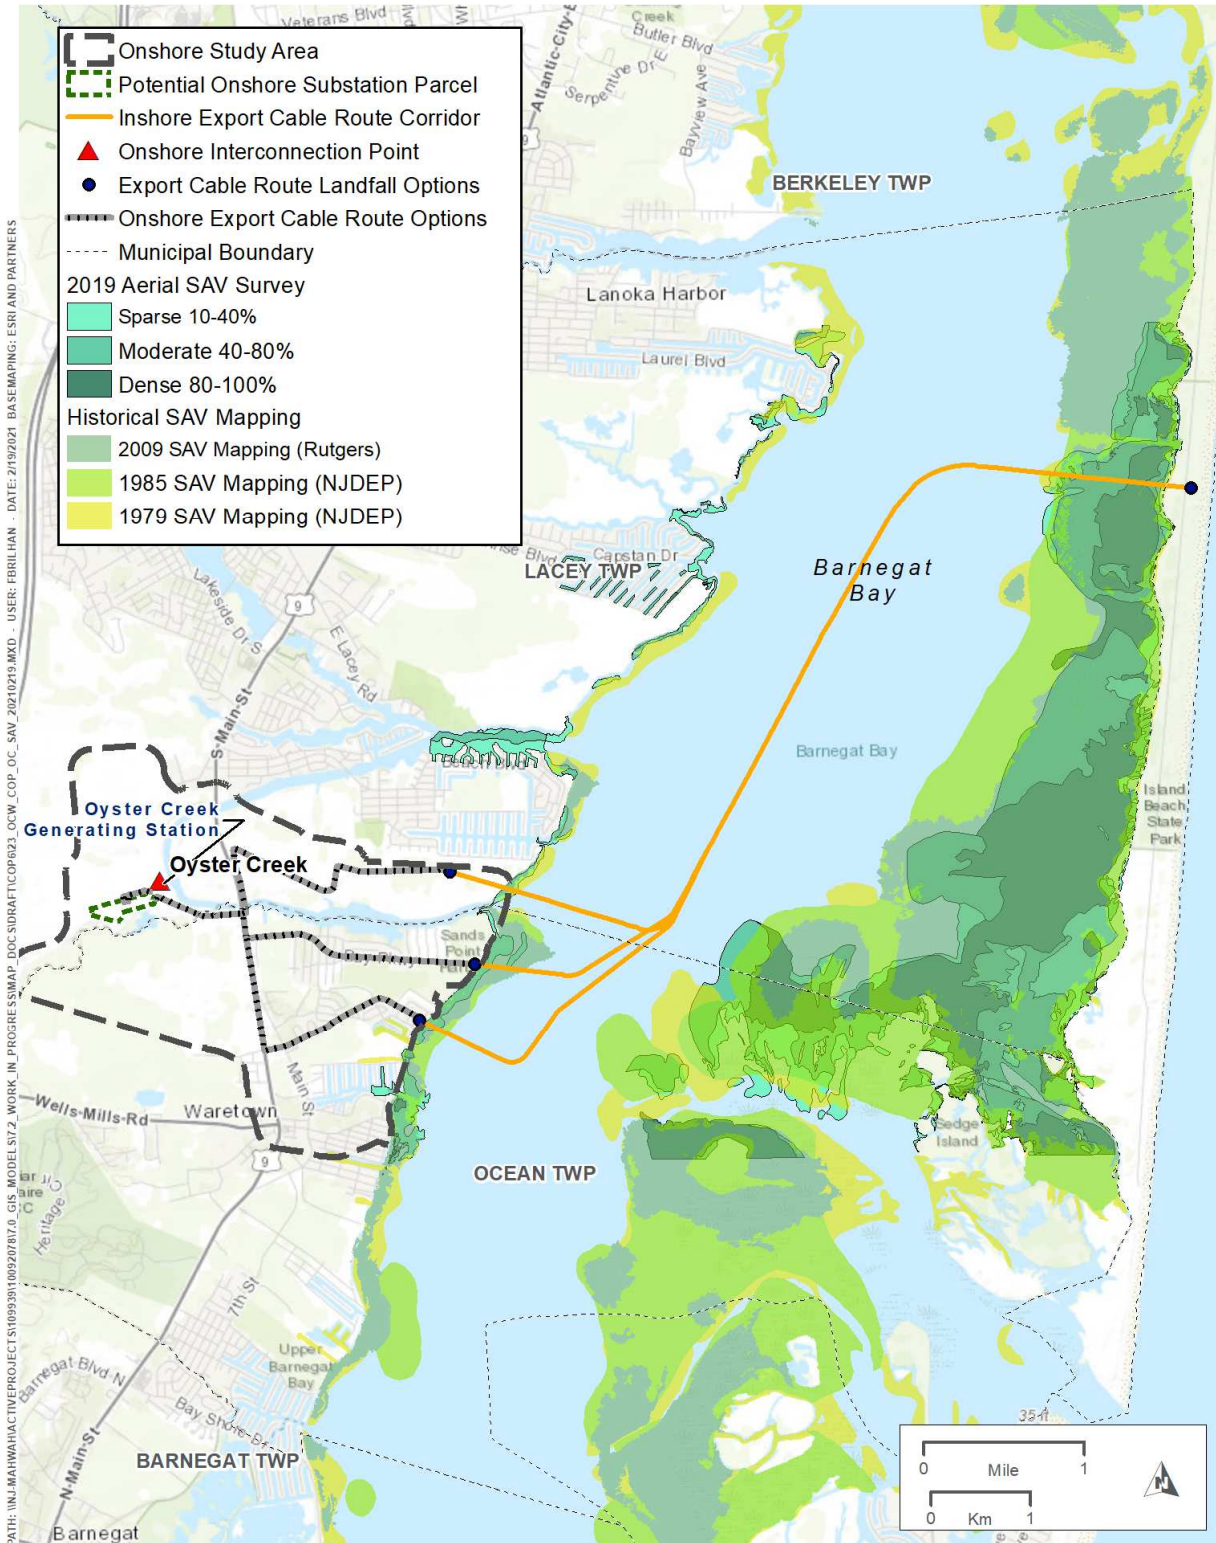 Onshore Study Area
Potential Onshore Substation Parcel
Inshore Export Cable Route Corridor
Onshore Interconnection Point
Export Cable Route Landfall Options
Onshore Export Cable Route Options
Municipal Boundary
2019 Aerial SAV Survey
Sparse 10-40%
Moderate 40-80%
Dense 80-100%
Historical SAV Mapping
2009 SAV Mapping (Rutgers)
1985 SAV Mapping (NJDEP)
1979 SAV Mapping (NJDEP)
Veterans Blvd
Creek
Butler Blvd
Serpentine Dr E
Bayview Ave
9
BERKELEY TWP
Lanoka Harbor
Laurel Blvd
Capstan Dr
LACEY TWP
Barnegat
Bay
Lakeside Dr S
9
E Lacey Rd
S-Main-St
Barnegat Bay
Island
Beach
State
Park
Oyster Creek
Generating Station
Oyster Creek
Sands
Point
Main St
Wells-Mills-Rd
Waretown
9
Sedge
Island
OCEAN TWP
Heritage
7th St
Upper
Barnegat
Bay
Barnegat Blvd N
Bay Shore Dr
N-Main-St
BARNEGAT TWP
Barnegat
35 ft
0 Mile 1
0 Km 1
N